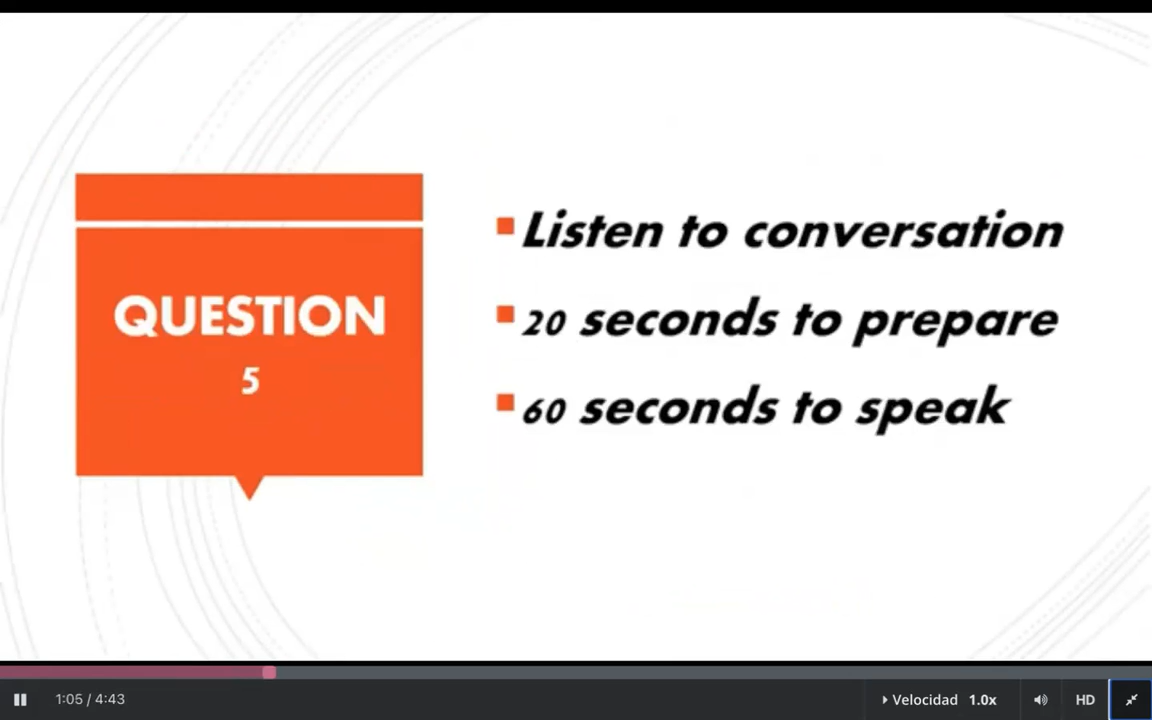 QUESTION
5
Listen to conversation
20 seconds to prepare
60 seconds to speak
1:05 / 4:43
Velocidad 1.0x
HD